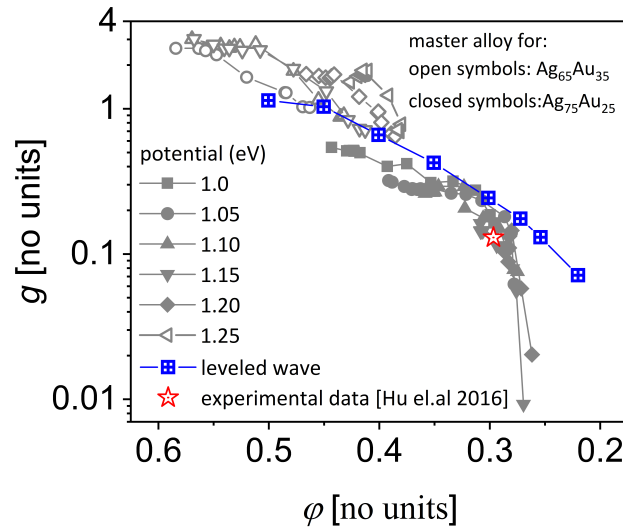 4
1
0.1
0.01
g [no units]
master alloy for:
open symbols: Ag65Au35
closed symbols:Ag75Au25
potential (eV)
1.0
1.05
1.10
1.15
1.20
1.25
leveled wave
experimental data [Hu el.al 2016]
0.6 0.5 0.4 0.3 0.2
φ [no units]